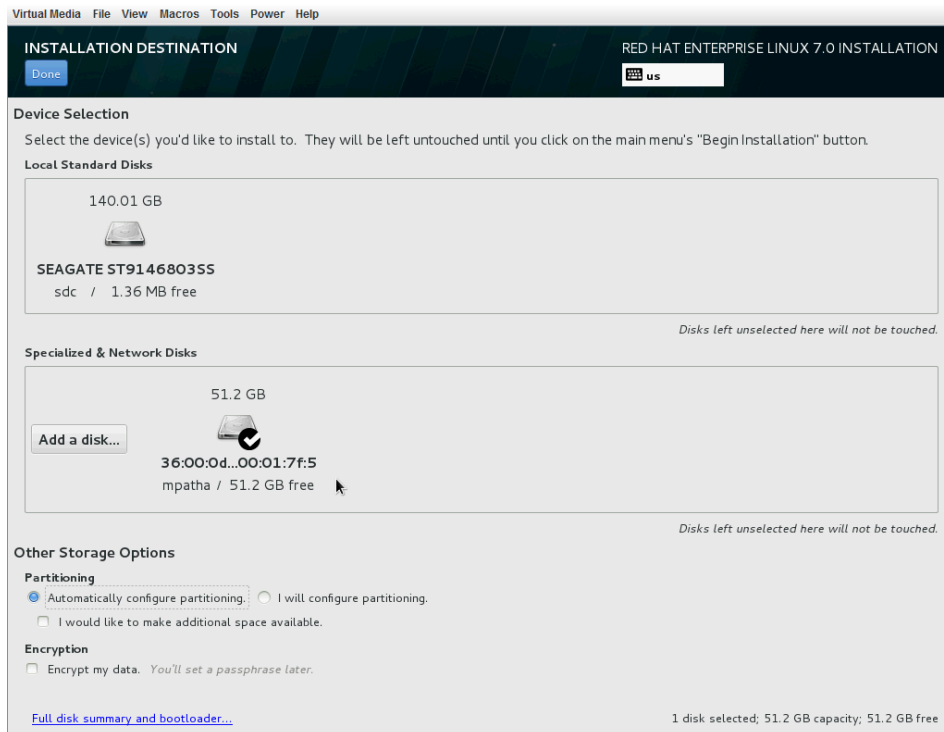 Virtual Media File View Macros Tools Power Help
INSTALLATION DESTINATION
RED HAT ENTERPRISE LINUX 7.0 INSTALLATION
Done
us
Device Selection
Select the device(s) you'd like to install to. They will be left untouched until you click on the main menu's "Begin Installation" button.
Local Standard Disks
140.01 GB
SEAGATE ST9146803SS
sdc / 1.36 MB free
Disks left unselected here will not be touched.
Specialized & Network Disks
51.2 GB
Add a disk...
36:00:0d...00:01:7f:5
mpatha / 51.2 GB free
Disks left unselected here will not be touched.
Other Storage Options
Partitioning
Automatically configure partitioning. I will configure partitioning.
I would like to make additional space available.
Encryption
Encrypt my data. You'll set a passphrase later.
Full disk summary and bootloader...
1 disk selected; 51.2 GB capacity; 51.2 GB free